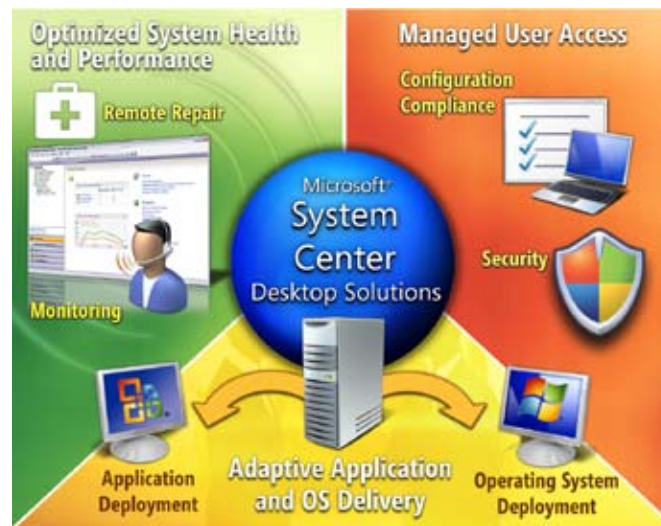 Optimized System Health
and Performance
Remote Repair
Monitoring
Managed User Access
Configuration
Compliance
Security
Microsoft®
System
Center
Desktop Solutions
Application
Deployment
Adaptive Application
and OS Delivery
Operating System
Deployment